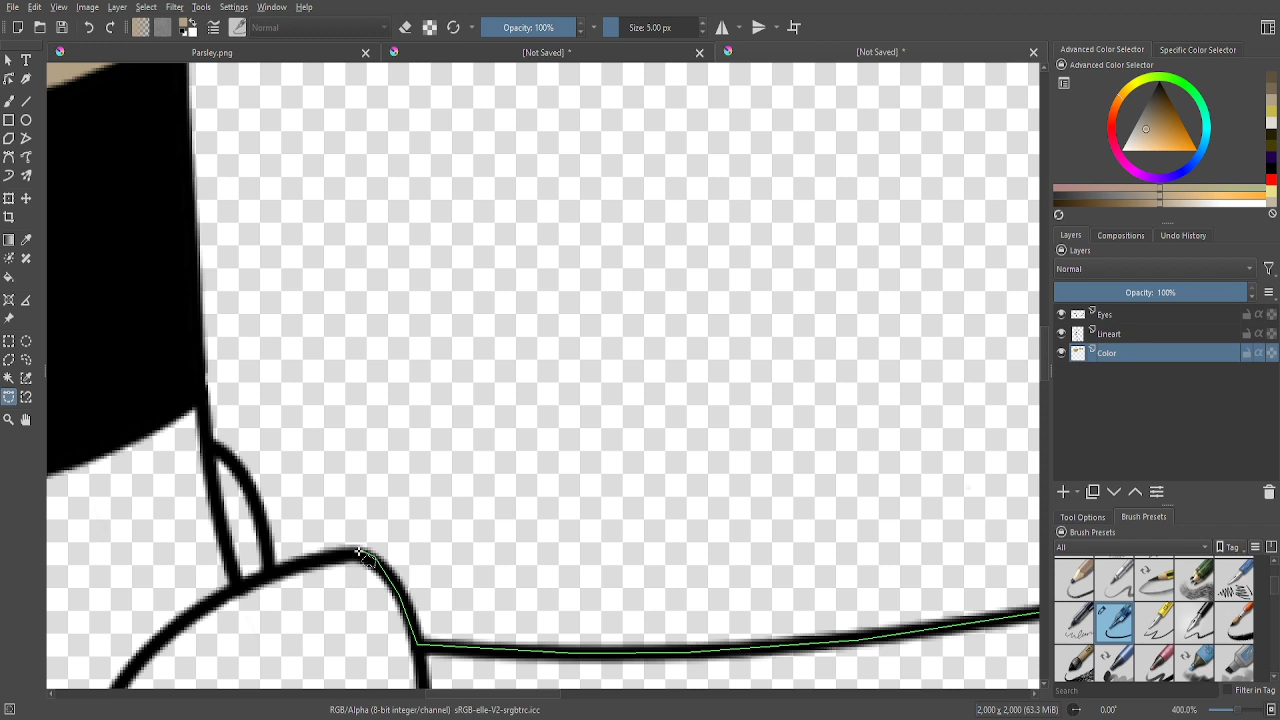 File Edit View Image Layer Select Filter Tools Settings Window Help
Normal Opacity: 100% Size: 5.00 px
Parsley.png [Not Saved] * [Not Saved] *
Advanced Color Selector Specific Color Selector
Advanced Color Selector
Layers Compositions Undo History
Layers
Normal
Opacity: 100%
Eyes
Lineart
Color
Tool Options Brush Presets
Brush Presets
All Tag
Search Filter in Tag
RGB/Alpha (8-bit integer/channel) sRGB-elle-V2-srgbtrc.icc 2,000 x 2,000 (63.3 MiB) 0.00° 400.0%